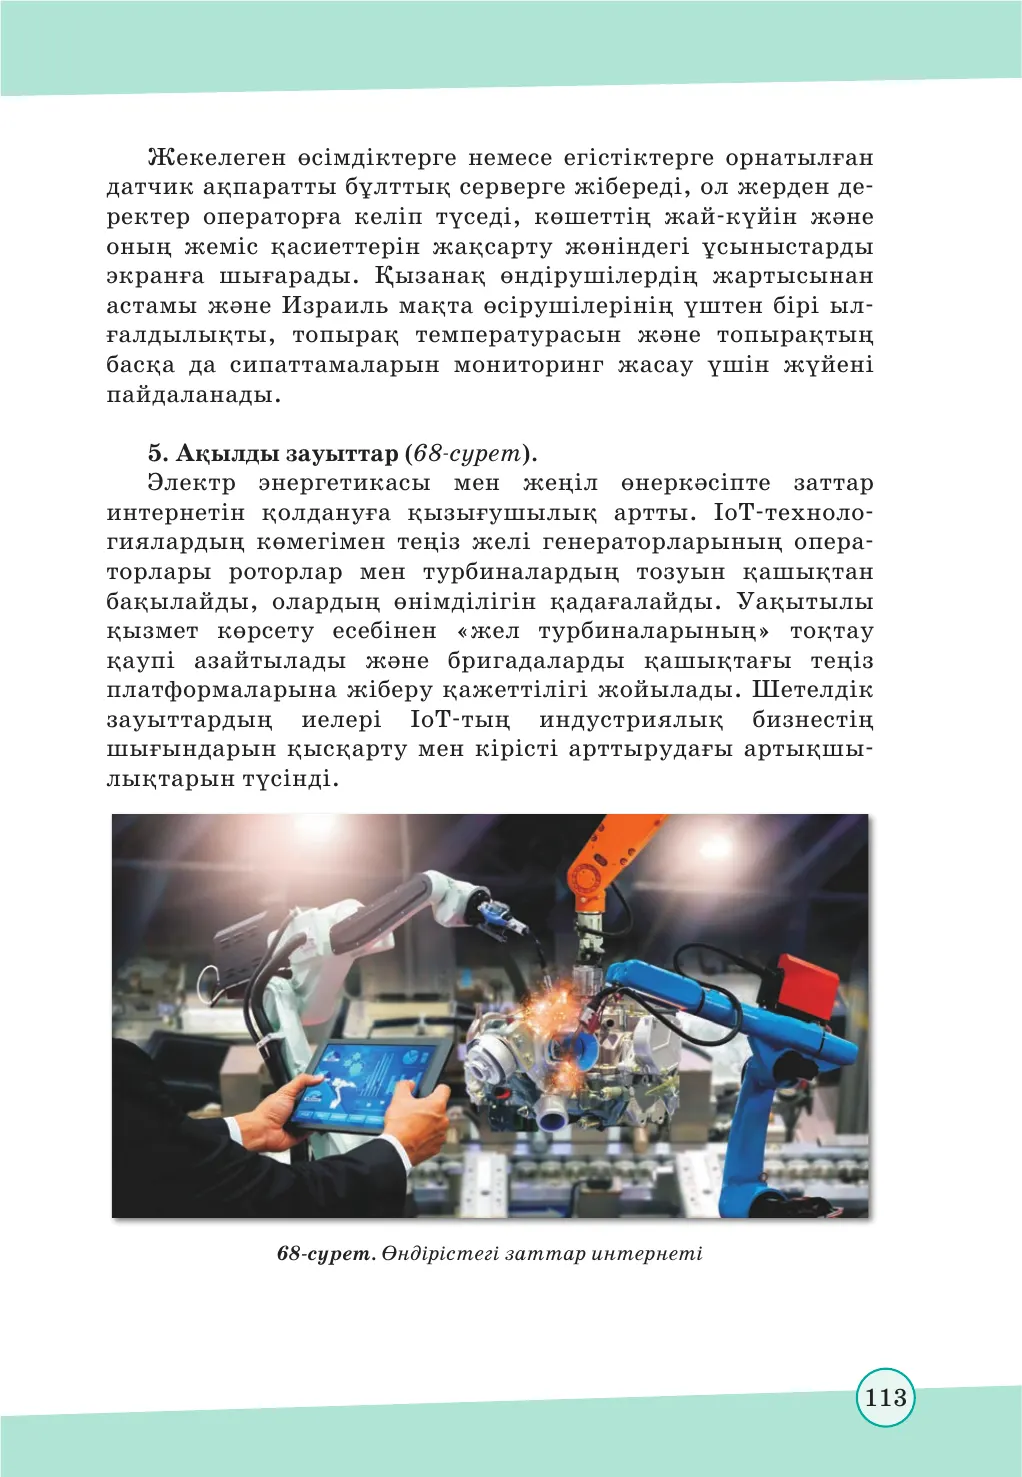 Жекелеген өсімдіктерге немесе егістіктерге орнатылған
датчик ақпаратты бұлттық серверге жібереді, ол жерден де-
ректер операторға келіп түседі, көшеттің жай-күйін және
оның жеміс қасиеттерін жақсарту жөніндегі ұсыныстарды
экранға шығарады. Қызанақ өндірушілердің жартысынан
астамы және Израиль мақта өсірушілерінің үштен бірі ыл-
ғалдылықты, топырақ температурасын және топырақтың
басқа да сипаттамаларын мониторинг жасау үшін жүйені
пайдаланады.
5. Ақылды зауыттар (68-сурет).
Электр энергетикасы мен жеңіл өнеркәсіпте заттар
интернетін қолдануға қызығушылық артты. IoT-техноло-
гиялардың көмегімен теңіз желі генераторларының опера-
торлары роторлар мен турбиналардың тозуын қашықтан
бақылайды, олардың өнімділігін қадағалайды. Уақытылы
қызмет көрсету есебінен «жел турбиналарының» тоқтау
қаупі азайтылады және бригадаларды қашықтағы теңіз
платформаларына жіберу қажеттілігі жойылады. Шетелдік
зауыттардың иелері IoT-тың индустриялық бизнестің
шығындарын қысқарту мен кірісті арттырудағы артықшы-
лықтарын түсінді.
68-сурет. Өндірістегі заттар интернеті
113